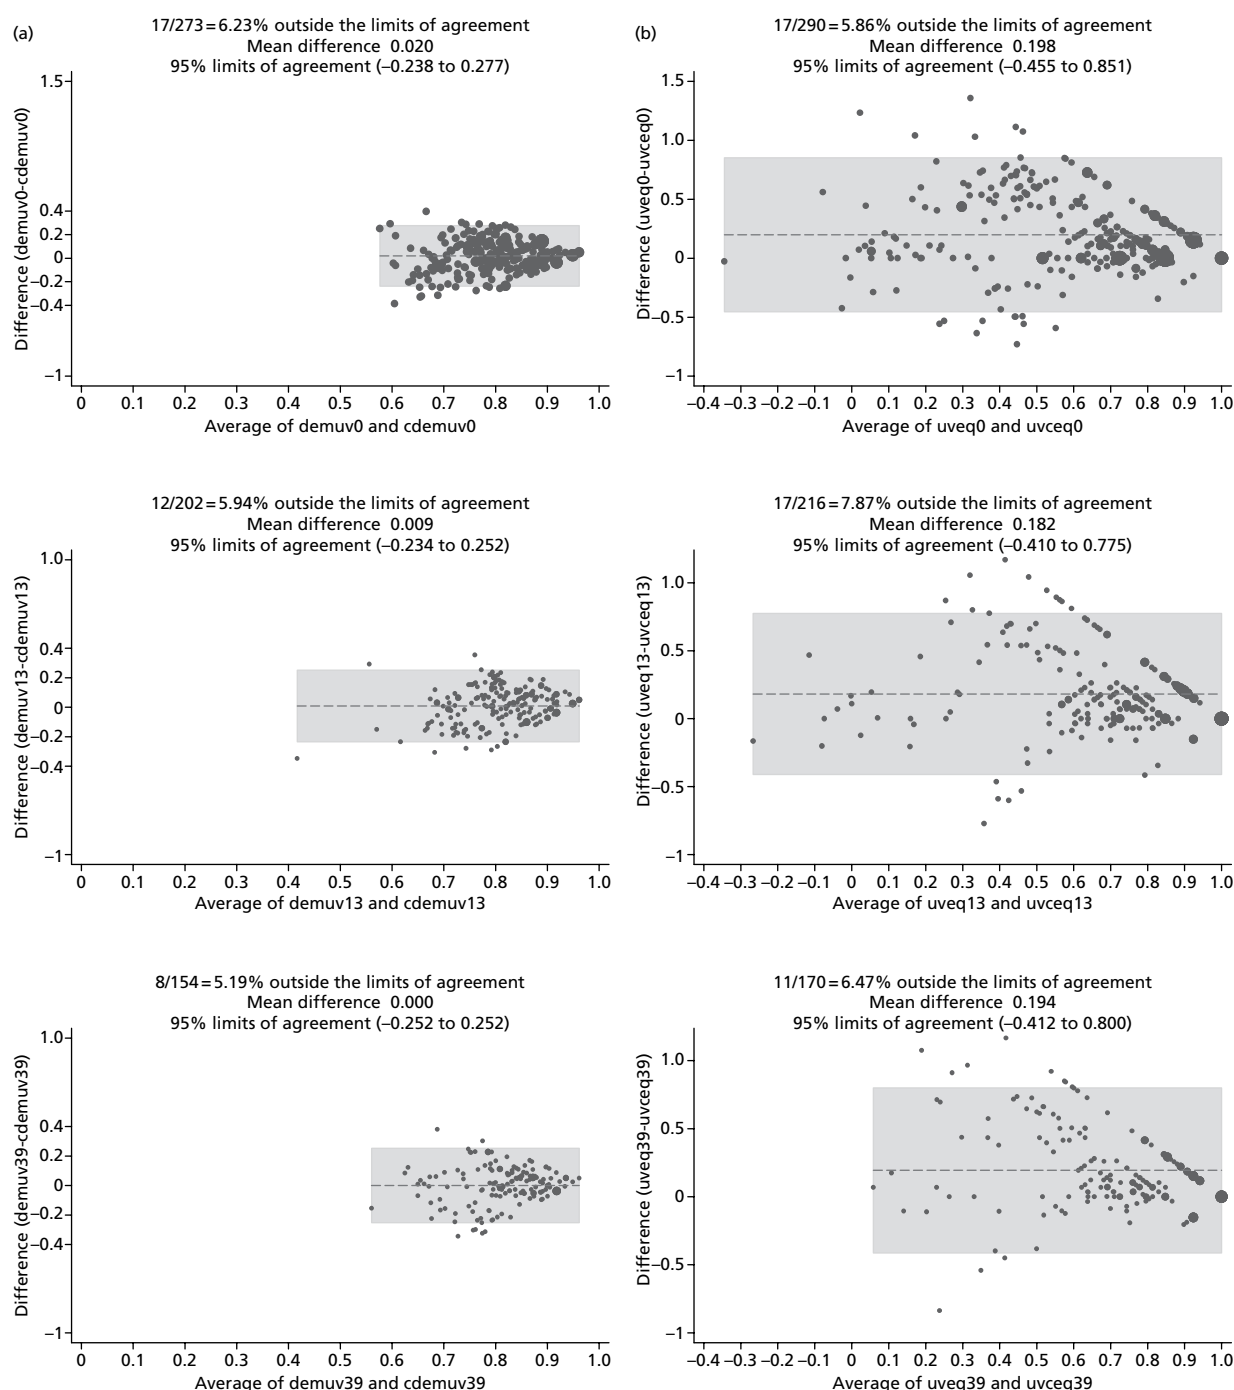 (a)
17/273=6.23% outside the limits of agreement
Mean difference 0.020
95% limits of agreement (–0.238 to 0.277)
Difference (demuv0-cdemuv0)
1.5
0.4
0.2
0
–0.2
–0.4
–1
0 0.1 0.2 0.3 0.4 0.5 0.6 0.7 0.8 0.9 1.0
Average of demuv0 and cdemuv0
(b)
17/290=5.86% outside the limits of agreement
Mean difference 0.198
95% limits of agreement (–0.455 to 0.851)
Difference (uveq0-uvceq0)
1.5
1.0
0.5
0
–0.5
–1
–0.4 –0.3 –0.2 –0.1 0 0.1 0.2 0.3 0.4 0.5 0.6 0.7 0.8 0.9 1.0
Average of uveq0 and uvceq0
12/202=5.94% outside the limits of agreement
Mean difference 0.009
95% limits of agreement (–0.234 to 0.252)
Difference (demuv13-cdemuv13)
1.0
0.4
0.2
0
–0.2
–0.4
–1
0 0.1 0.2 0.3 0.4 0.5 0.6 0.7 0.8 0.9 1.0
Average of demuv13 and cdemuv13
17/216=7.87% outside the limits of agreement
Mean difference 0.182
95% limits of agreement (–0.410 to 0.775)
Difference (uveq13-uvceq13)
1.0
0.5
0
–0.5
–1
–0.4 –0.3 –0.2 –0.1 0 0.1 0.2 0.3 0.4 0.5 0.6 0.7 0.8 0.9 1.0
Average of uveq13 and uvceq13
8/154=5.19% outside the limits of agreement
Mean difference 0.000
95% limits of agreement (–0.252 to 0.252)
Difference (demuv39-cdemuv39)
1.0
0.4
0.2
0
–0.2
–0.4
–1
0 0.1 0.2 0.3 0.4 0.5 0.6 0.7 0.8 0.9 1.0
Average of demuv39 and cdemuv39
11/170=6.47% outside the limits of agreement
Mean difference 0.194
95% limits of agreement (–0.412 to 0.800)
Difference (uveq39-uvceq39)
1.0
0.5
0
–0.5
–1
–0.4 –0.3 –0.2 –0.1 0 0.1 0.2 0.3 0.4 0.5 0.6 0.7 0.8 0.9 1.0
Average of uveq39 and uvceq39